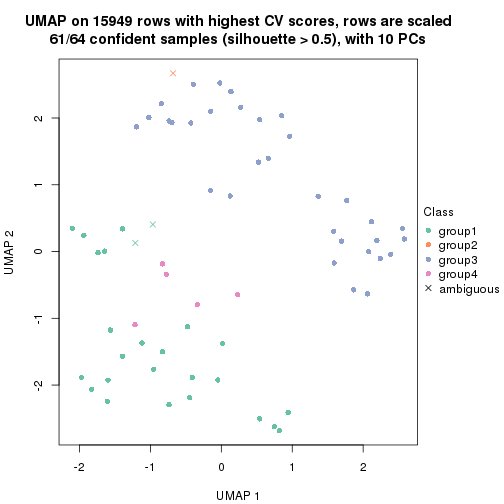 UMAP on 15949 rows with highest CV scores, rows are scaled
61/64 confident samples (silhouette > 0.5), with 10 PCs
2
1
0
-1
-2
UMAP 2
-2
-1
0
1
2
UMAP 1
Class
group1
group2
group3
group4
ambiguous